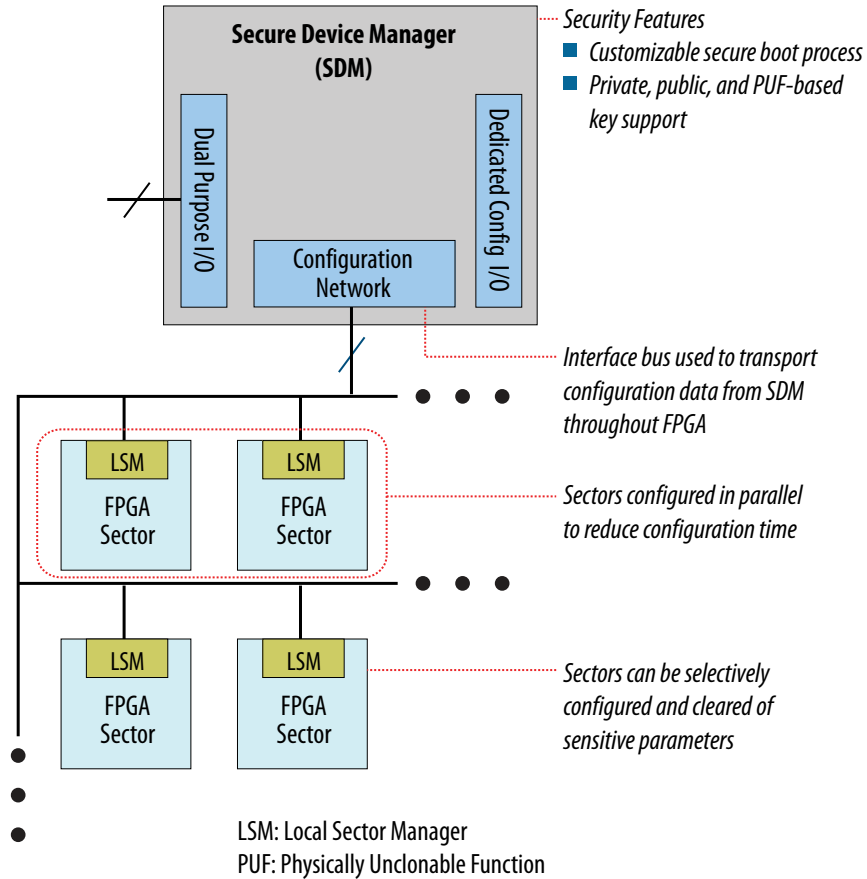 Secure Device Manager
(SDM)
Security Features
Customizable secure boot process
Private, public, and PUF-based
key support
Dual Purpose I/O
Dedicated Config I/O
Configuration
Network
Interface bus used to transport
configuration data from SDM
throughout FPGA
LSM
FPGA
Sector
LSM
FPGA
Sector
Sectors configured in parallel
to reduce configuration time
LSM
FPGA
Sector
LSM
FPGA
Sector
Sectors can be selectively
configured and cleared of
sensitive parameters
LSM: Local Sector Manager
PUF: Physically Unclonable Function